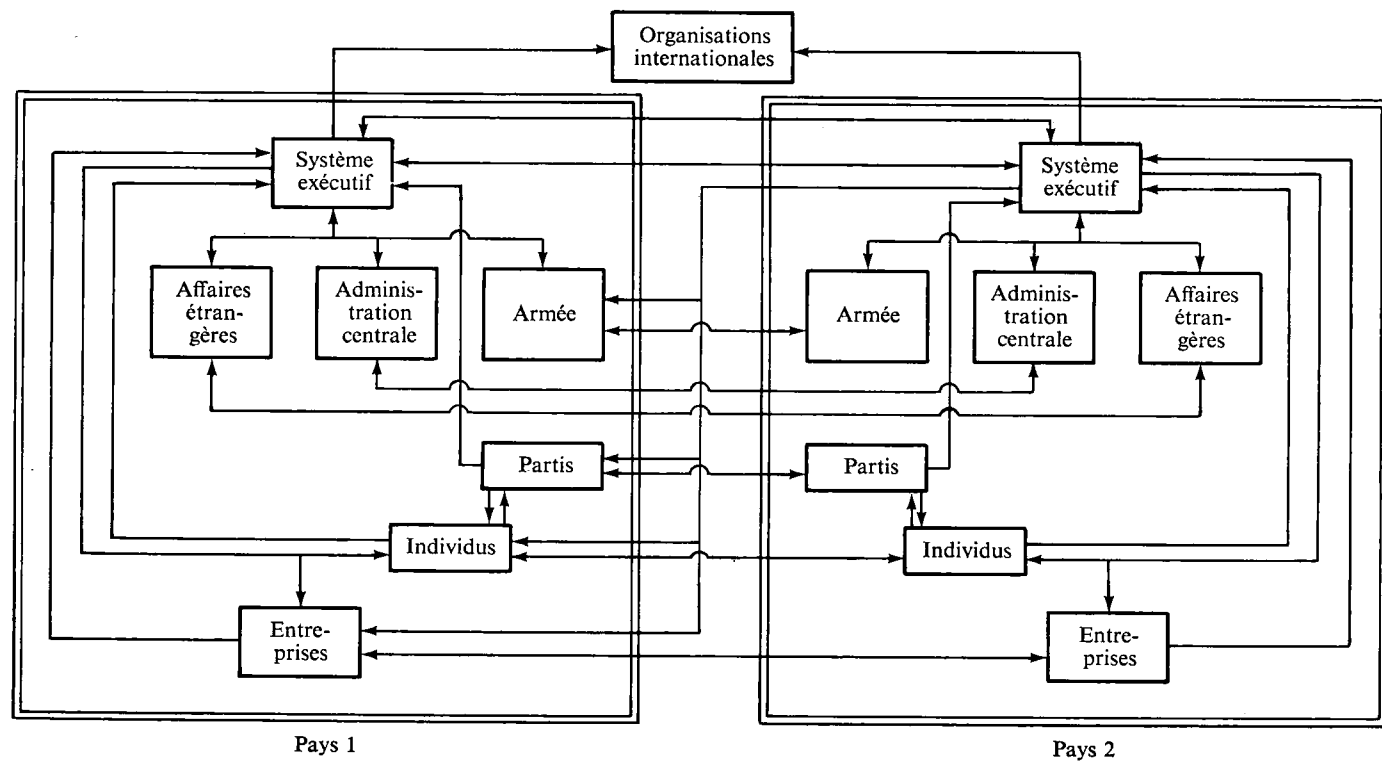 Organisations
internationales
Système
exécutif
Système
exécutif
Affaires
étran-
gères
Adminis-
tration
centrale
Armée
Armée
Adminis-
tration
centrale
Affaires
étran-
gères
Partis
Partis
Individus
Individus
Entre-
prises
Entre-
prises
Pays 1
Pays 2